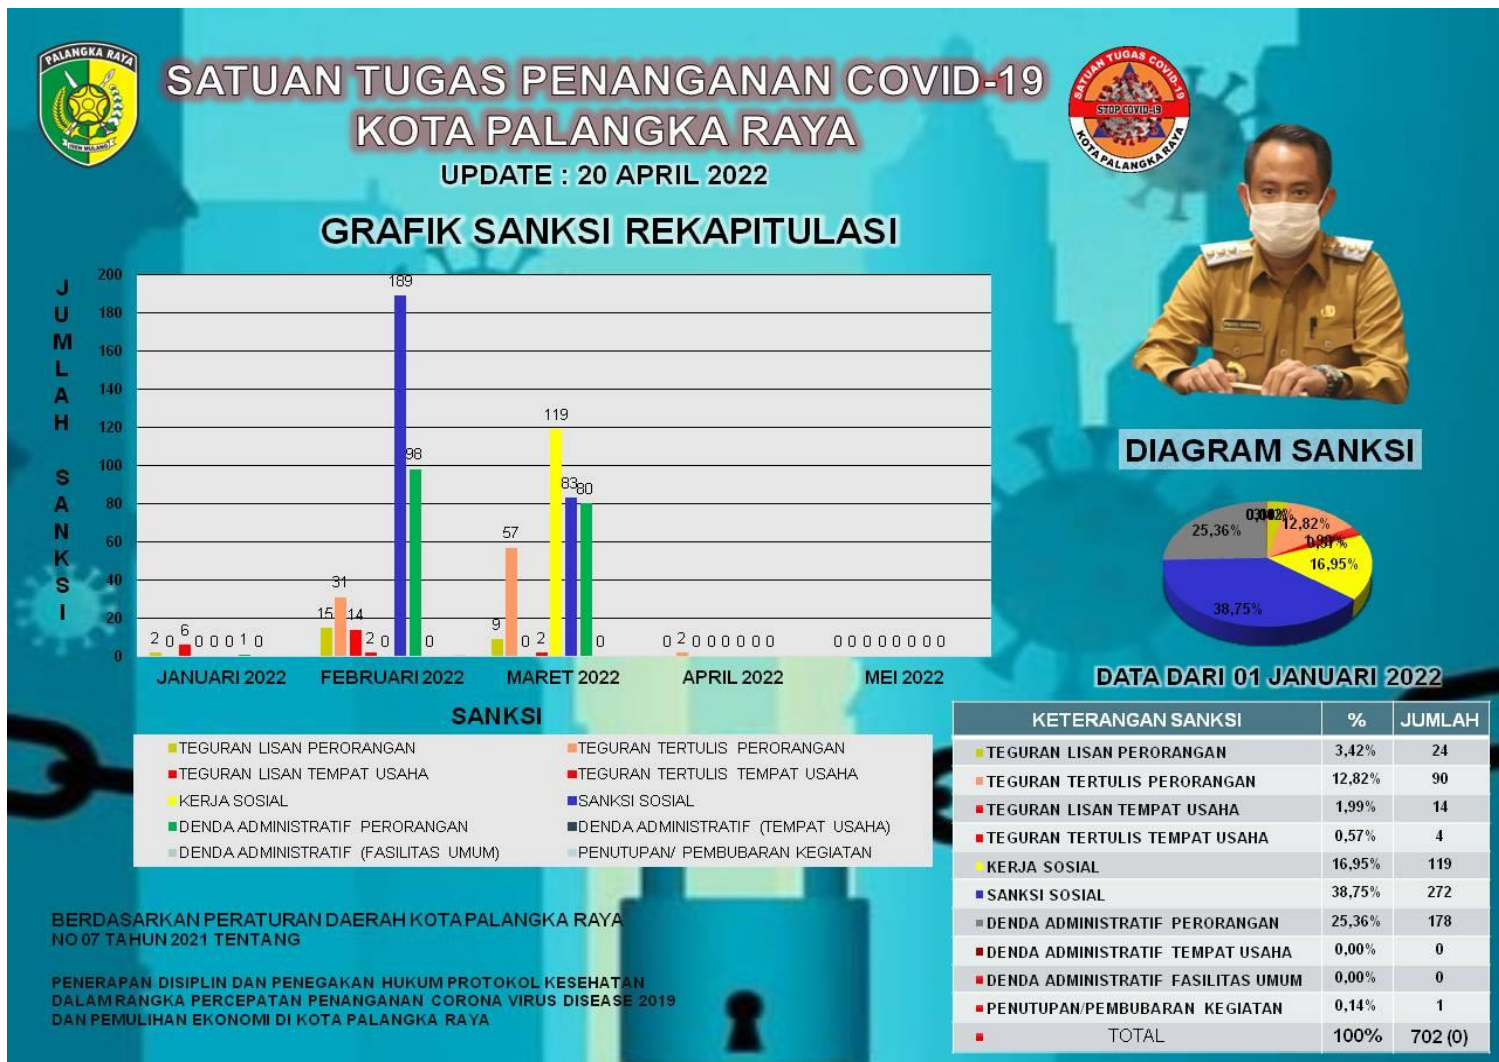 PALANGKA RAYA
ISEN MULANG
SATUAN TUGAS PENANGANAN COVID-19
KOTA PALANGKA RAYA
UPDATE : 20 APRIL 2022
SATUAN TUGAS COVID-19
STOP COVID-19
KOTA PALANGKA RAYA
GRAFIK SANKSI REKAPITULASI
JUMLAH SANKSI
200
180
160
140
120
100
80
60
40
20
0
2 0 6 0 0 0 1 0
15 31 14 2 0 189 98 0
9 57 0 2 119 83 80 0
0 2 0 0 0 0 0 0
0 0 0 0 0 0 0 0
JANUARI 2022 FEBRUARI 2022 MARET 2022 APRIL 2022 MEI 2022
SANKSI
TEGURAN LISAN PERORANGAN TEGURAN TERTULIS PERORANGAN
TEGURAN LISAN TEMPAT USAHA TEGURAN TERTULIS TEMPAT USAHA
KERJA SOSIAL SANKSI SOSIAL
DENDA ADMINISTRATIF PERORANGAN DENDA ADMINISTRATIF (TEMPAT USAHA)
DENDA ADMINISTRATIF (FASILITAS UMUM) PENUTUPAN/ PEMBUBARAN KEGIATAN
BERDASARKAN PERATURAN DAERAH KOTA PALANGKA RAYA
NO 07 TAHUN 2021 TENTANG
PENERAPAN DISIPLIN DAN PENEGAKAN HUKUM PROTOKOL KESEHATAN
DALAM RANGKA PERCEPATAN PENANGANAN CORONA VIRUS DISEASE 2019
DAN PEMULIHAN EKONOMI DI KOTA PALANGKA RAYA
DIAGRAM SANKSI
12,82%
16,95%
38,75%
25,36%
DATA DARI 01 JANUARI 2022
KETERANGAN SANKSI % JUMLAH
TEGURAN LISAN PERORANGAN 3,42% 24
TEGURAN TERTULIS PERORANGAN 12,82% 90
TEGURAN LISAN TEMPAT USAHA 1,99% 14
TEGURAN TERTULIS TEMPAT USAHA 0,57% 4
KERJA SOSIAL 16,95% 119
SANKSI SOSIAL 38,75% 272
DENDA ADMINISTRATIF PERORANGAN 25,36% 178
DENDA ADMINISTRATIF TEMPAT USAHA 0,00% 0
DENDA ADMINISTRATIF FASILITAS UMUM 0,00% 0
PENUTUPAN/PEMBUBARAN KEGIATAN 0,14% 1
TOTAL 100% 702 (0)